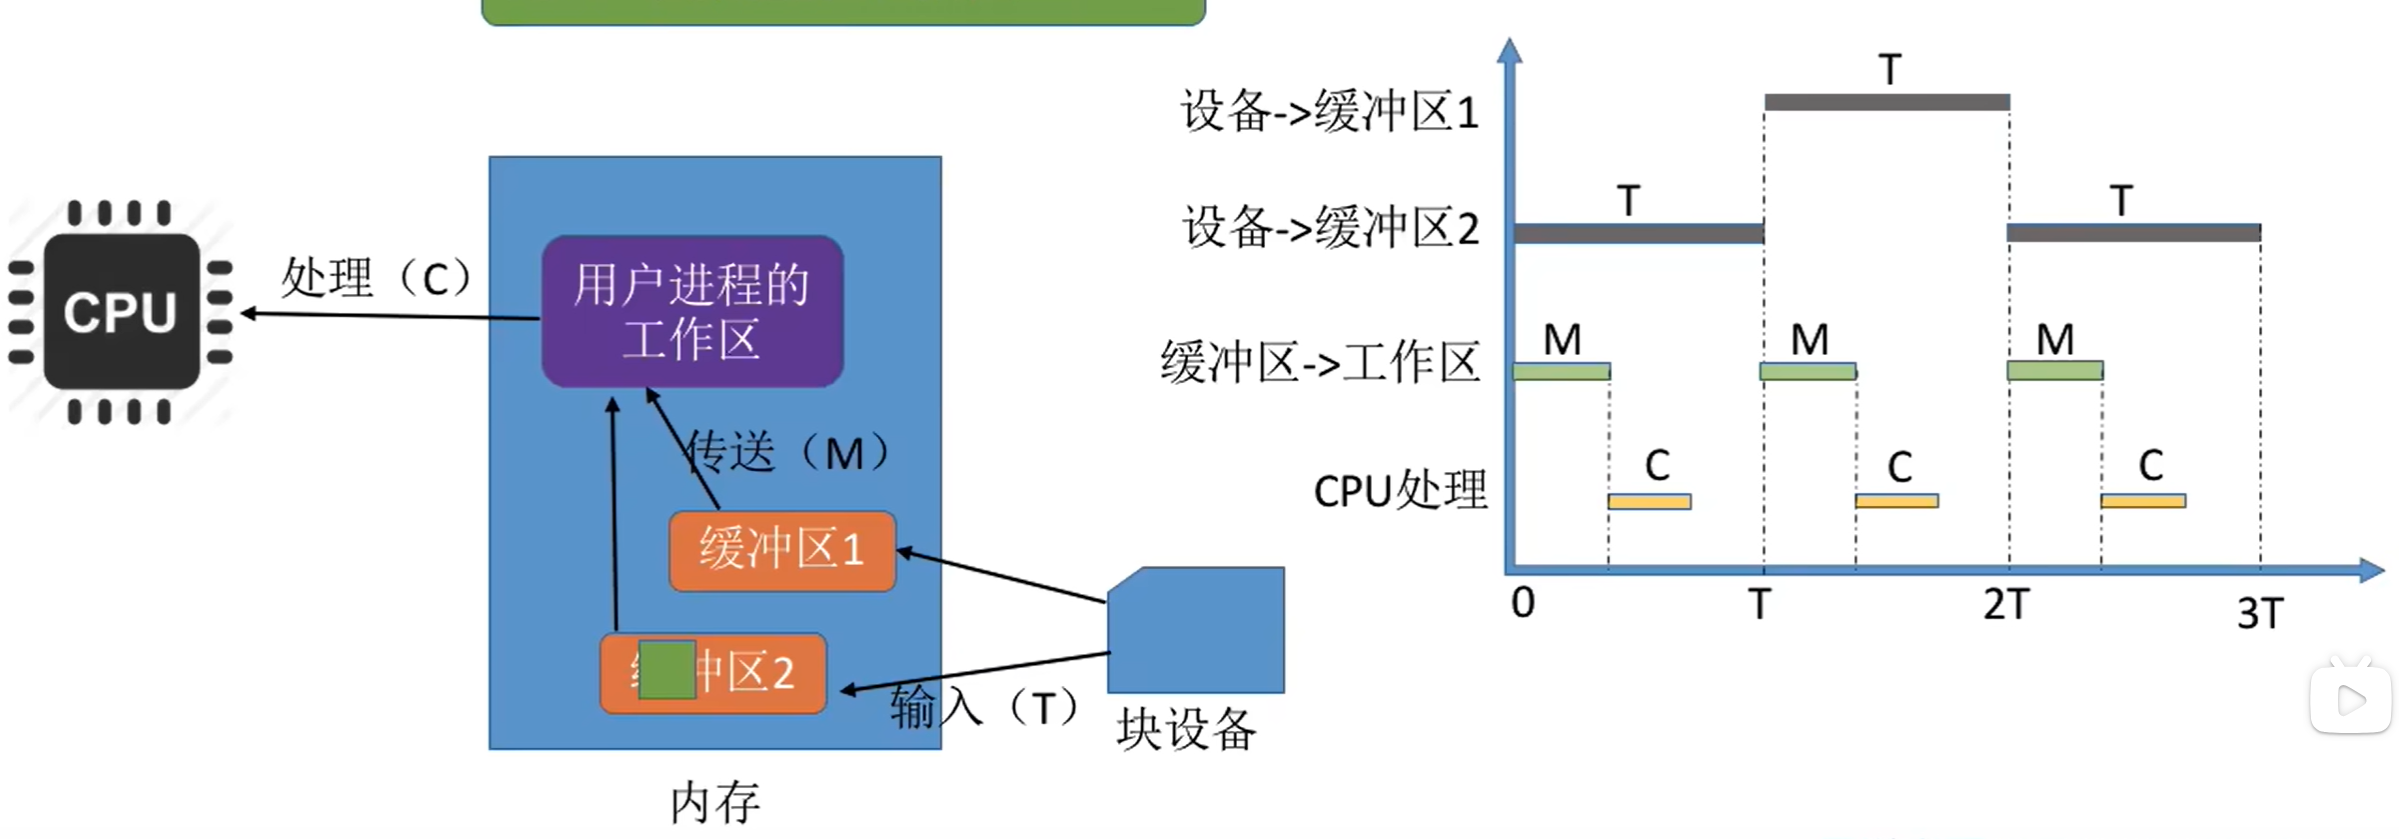 CPU
处理（C）
用户进程的
工作区
传送（M）
缓冲区1
冲区2
输入（T）
块设备
内存
设备->缓冲区1
T
设备->缓冲区2
T
T
缓冲区->工作区
M
M
M
CPU处理
C
C
C
0
T
2T
3T